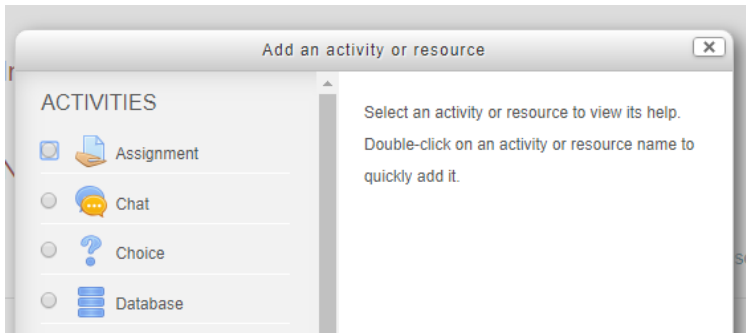 Add an activity or resource
ACTIVITIES
Assignment
Chat
Choice
Database
Select an activity or resource to view its help.
Double-click on an activity or resource name to
quickly add it.